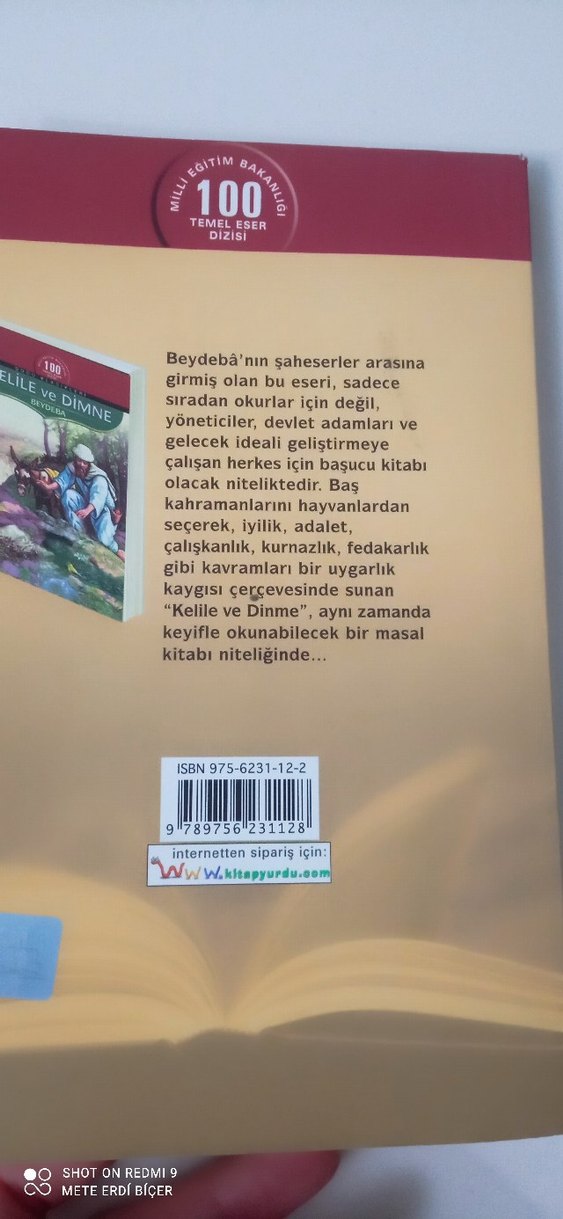 MİLLİ EĞİTİM BAKANLIĞI
100
TEMEL ESER
DİZİSİ
100
ELİLE ve DİMNE
BEYDEBA
Beydebâ'nın şaheserler arasına
girmiş olan bu eseri, sadece
sıradan okurlar için değil,
yöneticiler, devlet adamları ve
gelecek ideali geliştirmeye
çalışan herkes için başucu kitabı
olacak niteliktedir. Baş
kahramanlarını hayvanlardan
seçerek, iyilik, adalet,
çalışkanlık, kurnazlık, fedakarlık
gibi kavramları bir uygarlık
kaygısı çerçevesinde sunan
“Kelile ve Dinme”, aynı zamanda
keyifle okunabilecek bir masal
kitabı niteliğinde...
ISBN 975-6231-12-2
9 789756 231128
internetten sipariş için:
www.kitapyurdu.com
SHOT ON REDMI 9
METE ERDİ BİÇER